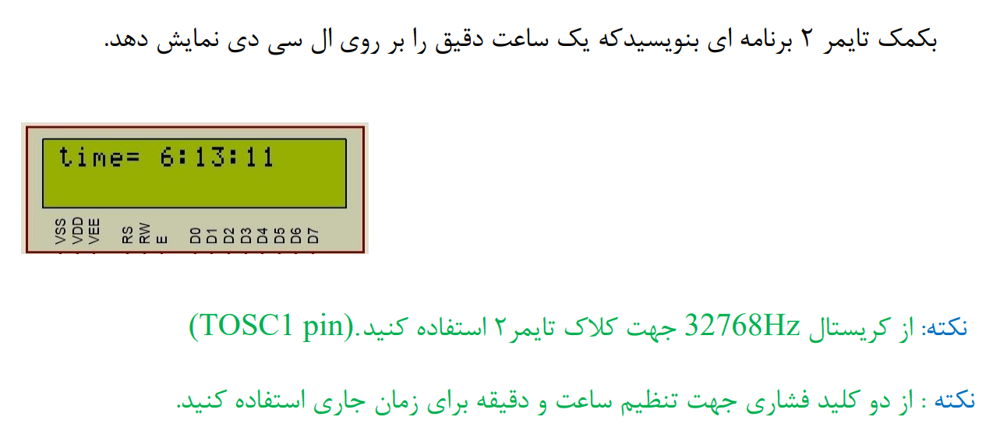 بکمک تایمر ۲ برنامه ای بنویسیدکه یک ساعت دقیق را بر روی ال سی دی نمایش دهد.
time= 6:13:11
VSS VDD VEE RS RW E D0 D1 D2 D3 D4 D5 D6 D7
نکته: از کریستال 32768Hz جهت کلاک تایمر۲ استفاده کنید.(TOSC1 pin)
نکته : از دو کلید فشاری جهت تنظیم ساعت و دقیقه برای زمان جاری استفاده کنید.